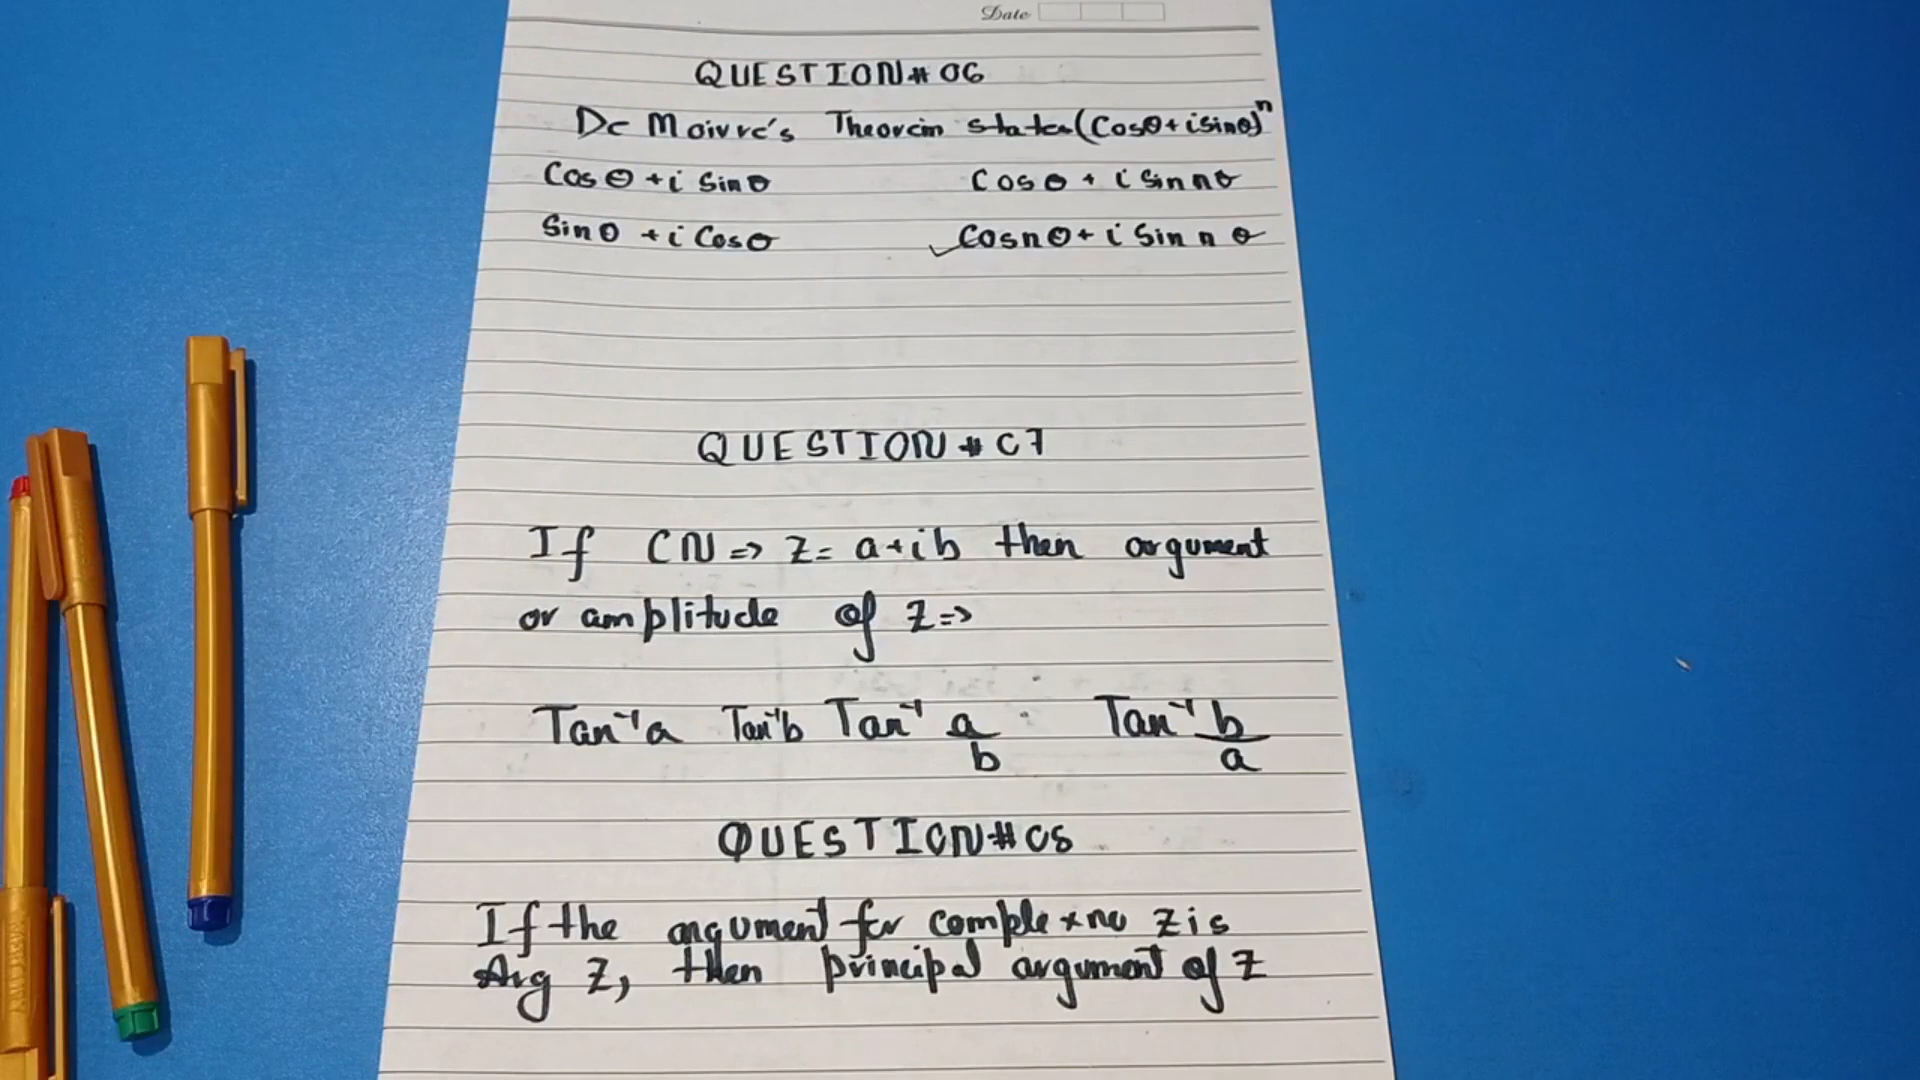 Date
QUESTION# 06
De Moivre's Theorem states (Cosθ+isinθ)ⁿ
Cosθ +i Sinθ Cosθ + i Sin nθ
Sinθ +i Cosθ ✓Cosnθ+ i Sin n θ
QUESTION # 07
If CN => Z= a+ib then argument
or amplitude of Z=>
Tan⁻¹a Tan⁻¹b Tan⁻¹ a/b Tan⁻¹ b/a
QUESTION# 08
If the argument for complex no Z is
Arg Z, then principal argument of Z